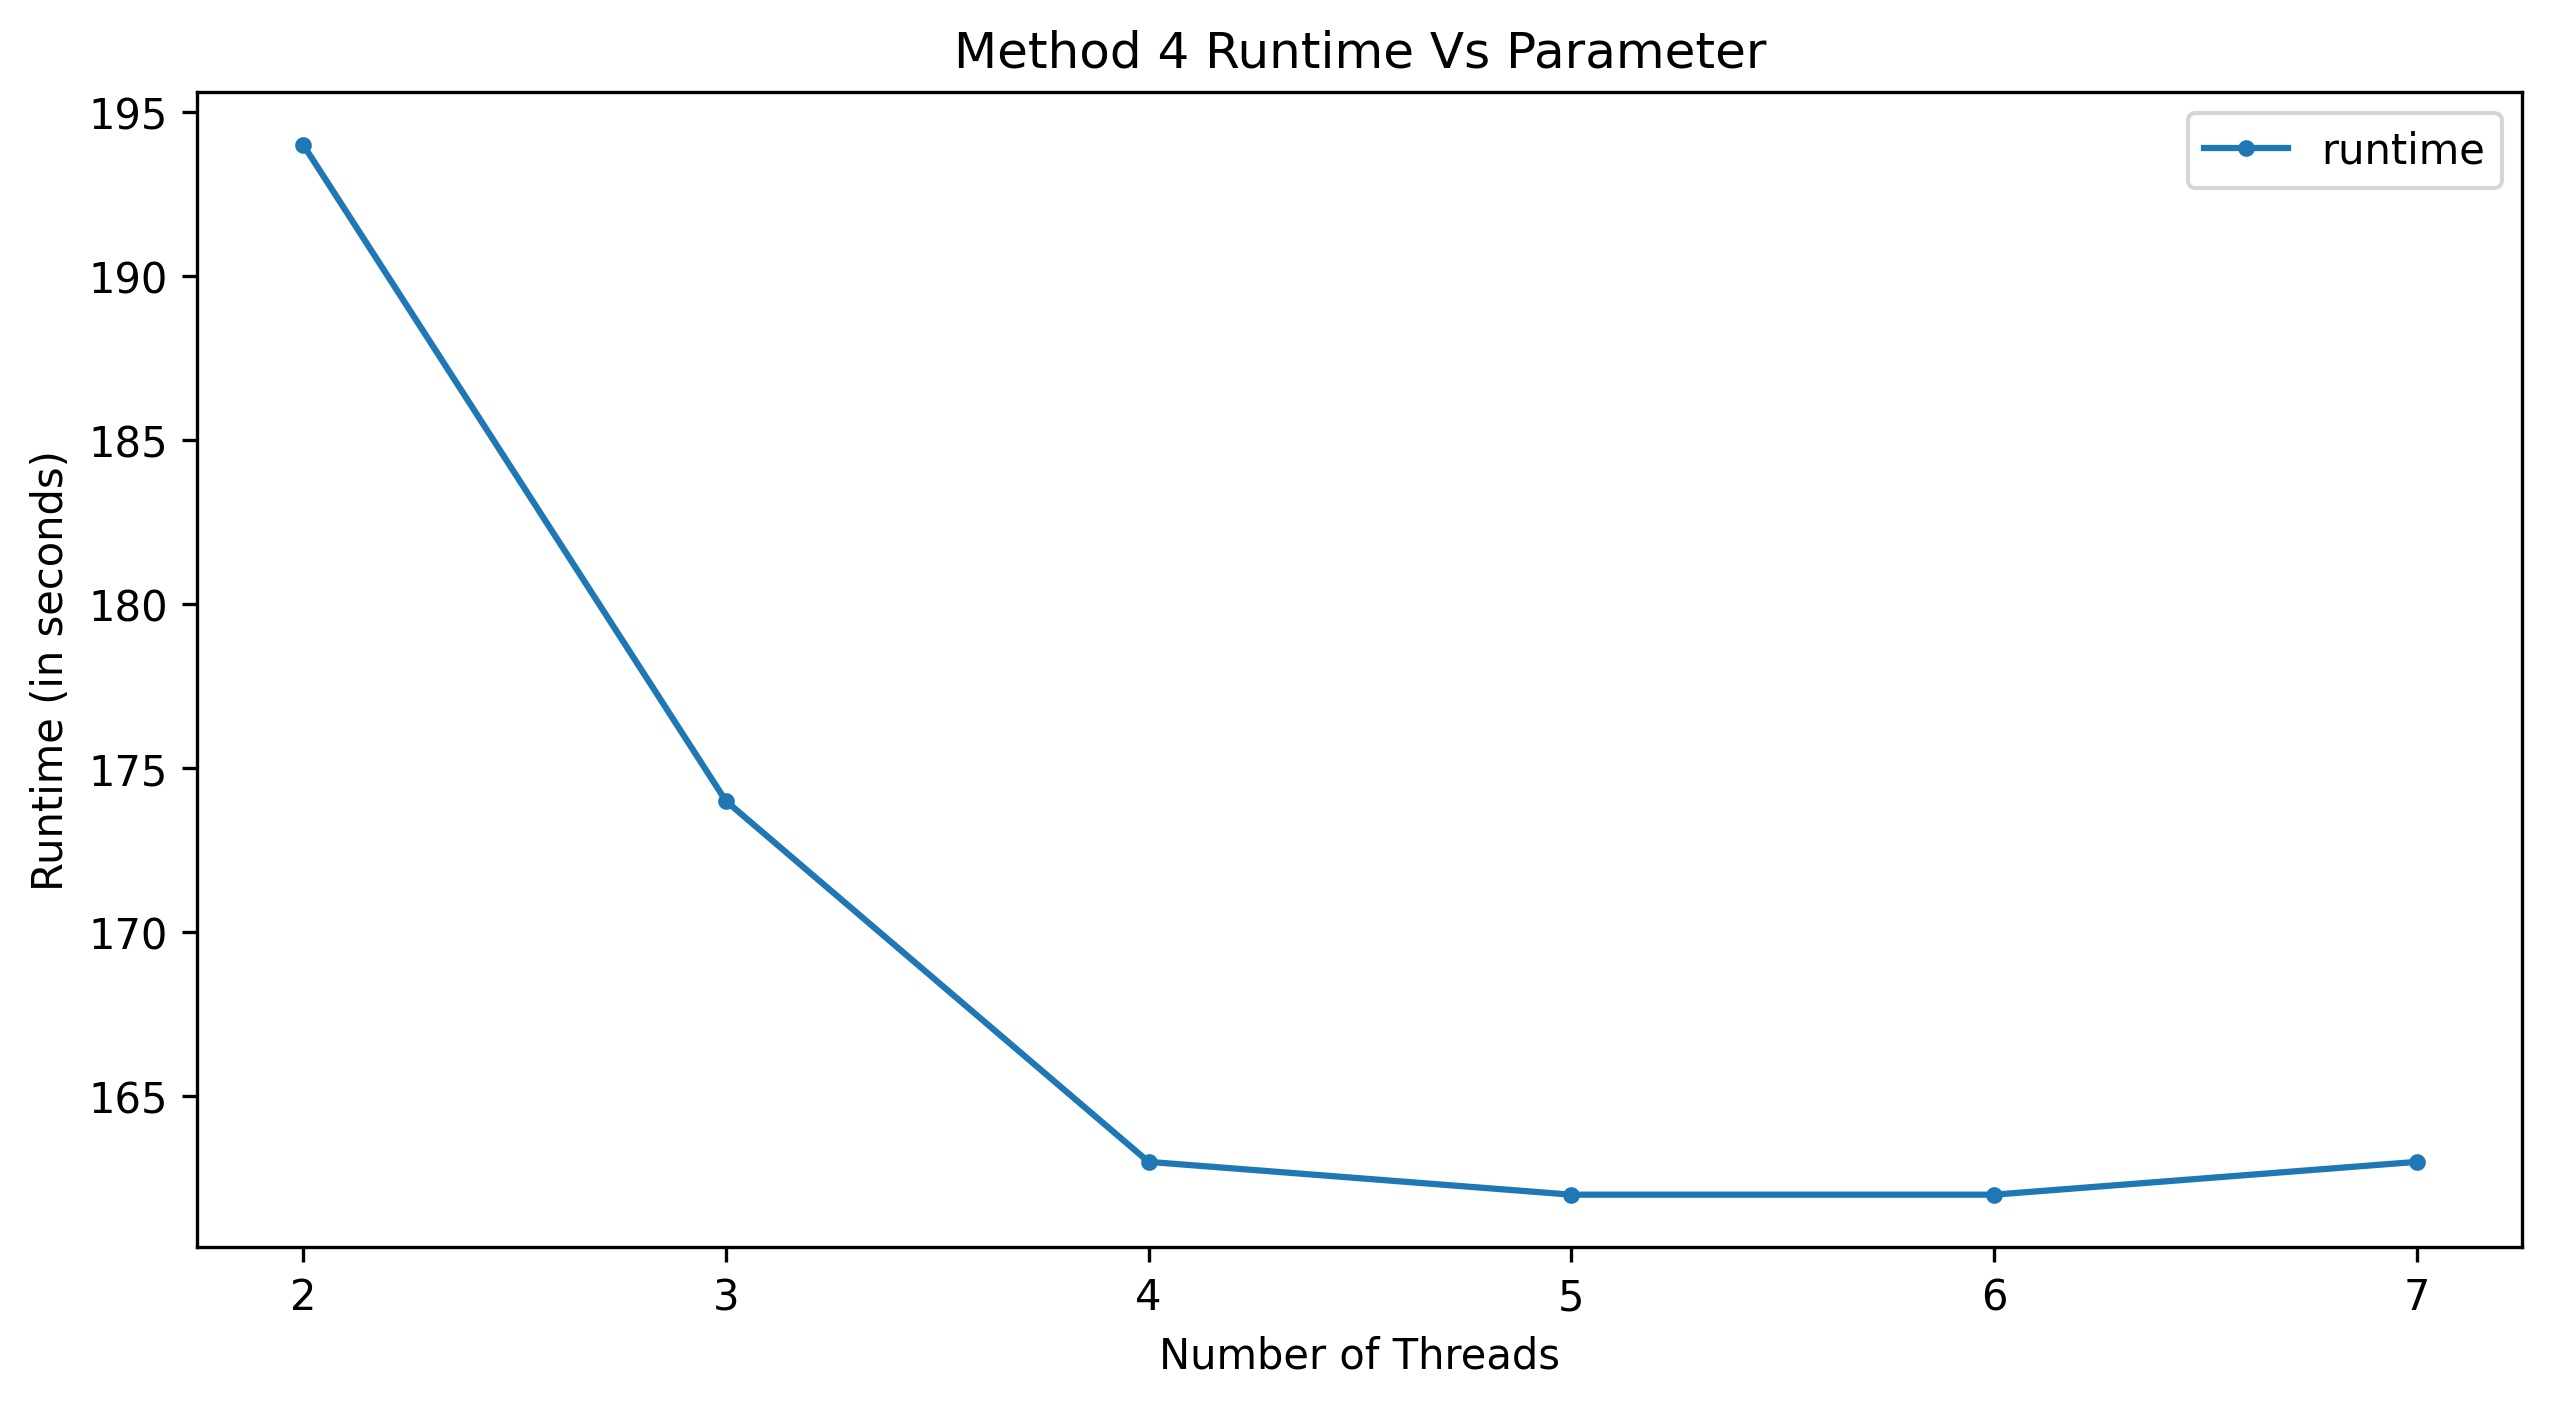 Method 4 Runtime Vs Parameter
runtime
195
190
185
180
175
170
165
Runtime (in seconds)
2 3 4 5 6 7
Number of Threads